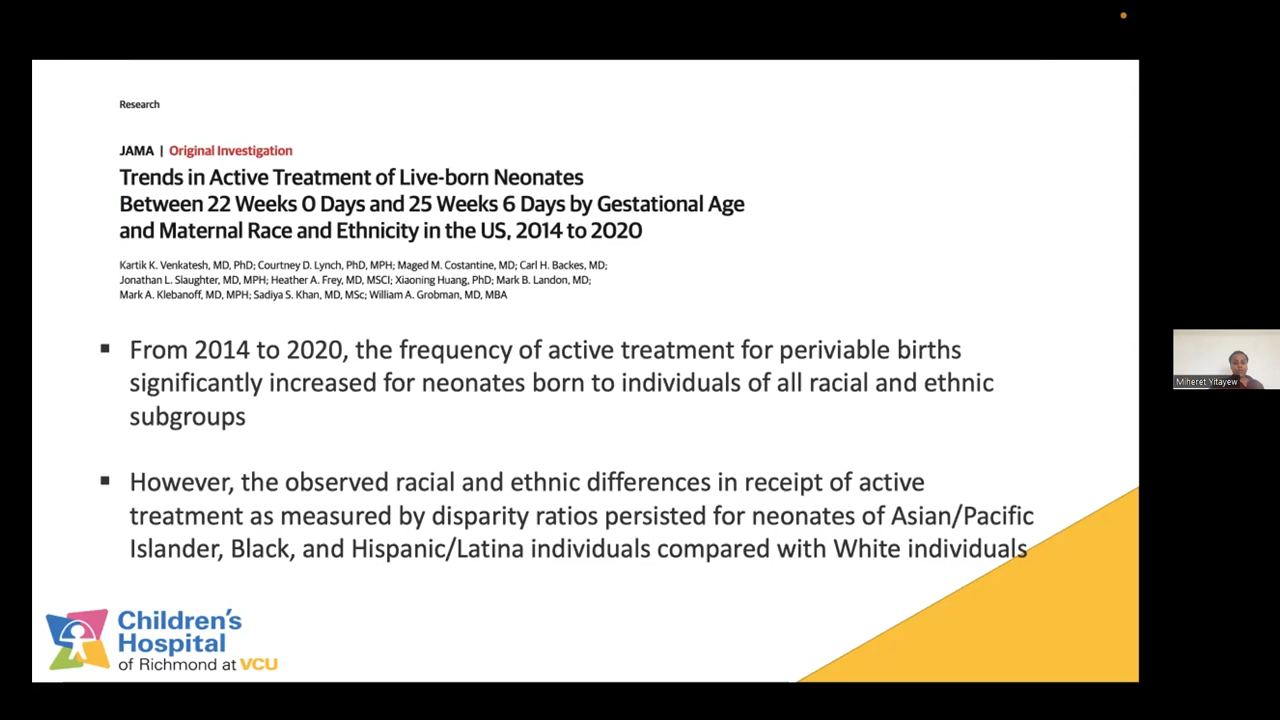 Research
JAMA | Original Investigation
Trends in Active Treatment of Live-born Neonates
Between 22 Weeks 0 Days and 25 Weeks 6 Days by Gestational Age
and Maternal Race and Ethnicity in the US, 2014 to 2020
Kartik K. Venkatesh, MD, PhD; Courtney D. Lynch, PhD, MPH; Maged M. Costantine, MD; Carl H. Backes, MD;
Jonathan L. Slaughter, MD, MPH; Heather A. Frey, MD, MSCI; Xiaoning Huang, PhD; Mark B. Landon, MD;
Mark A. Klebanoff, MD, MPH; Sadiya S. Khan, MD, MSc; William A. Grobman, MD, MBA
▪ From 2014 to 2020, the frequency of active treatment for periviable births
significantly increased for neonates born to individuals of all racial and ethnic
subgroups
▪ However, the observed racial and ethnic differences in receipt of active
treatment as measured by disparity ratios persisted for neonates of Asian/Pacific
Islander, Black, and Hispanic/Latina individuals compared with White individuals
Children's
Hospital
of Richmond at VCU
Miheret Yitayew